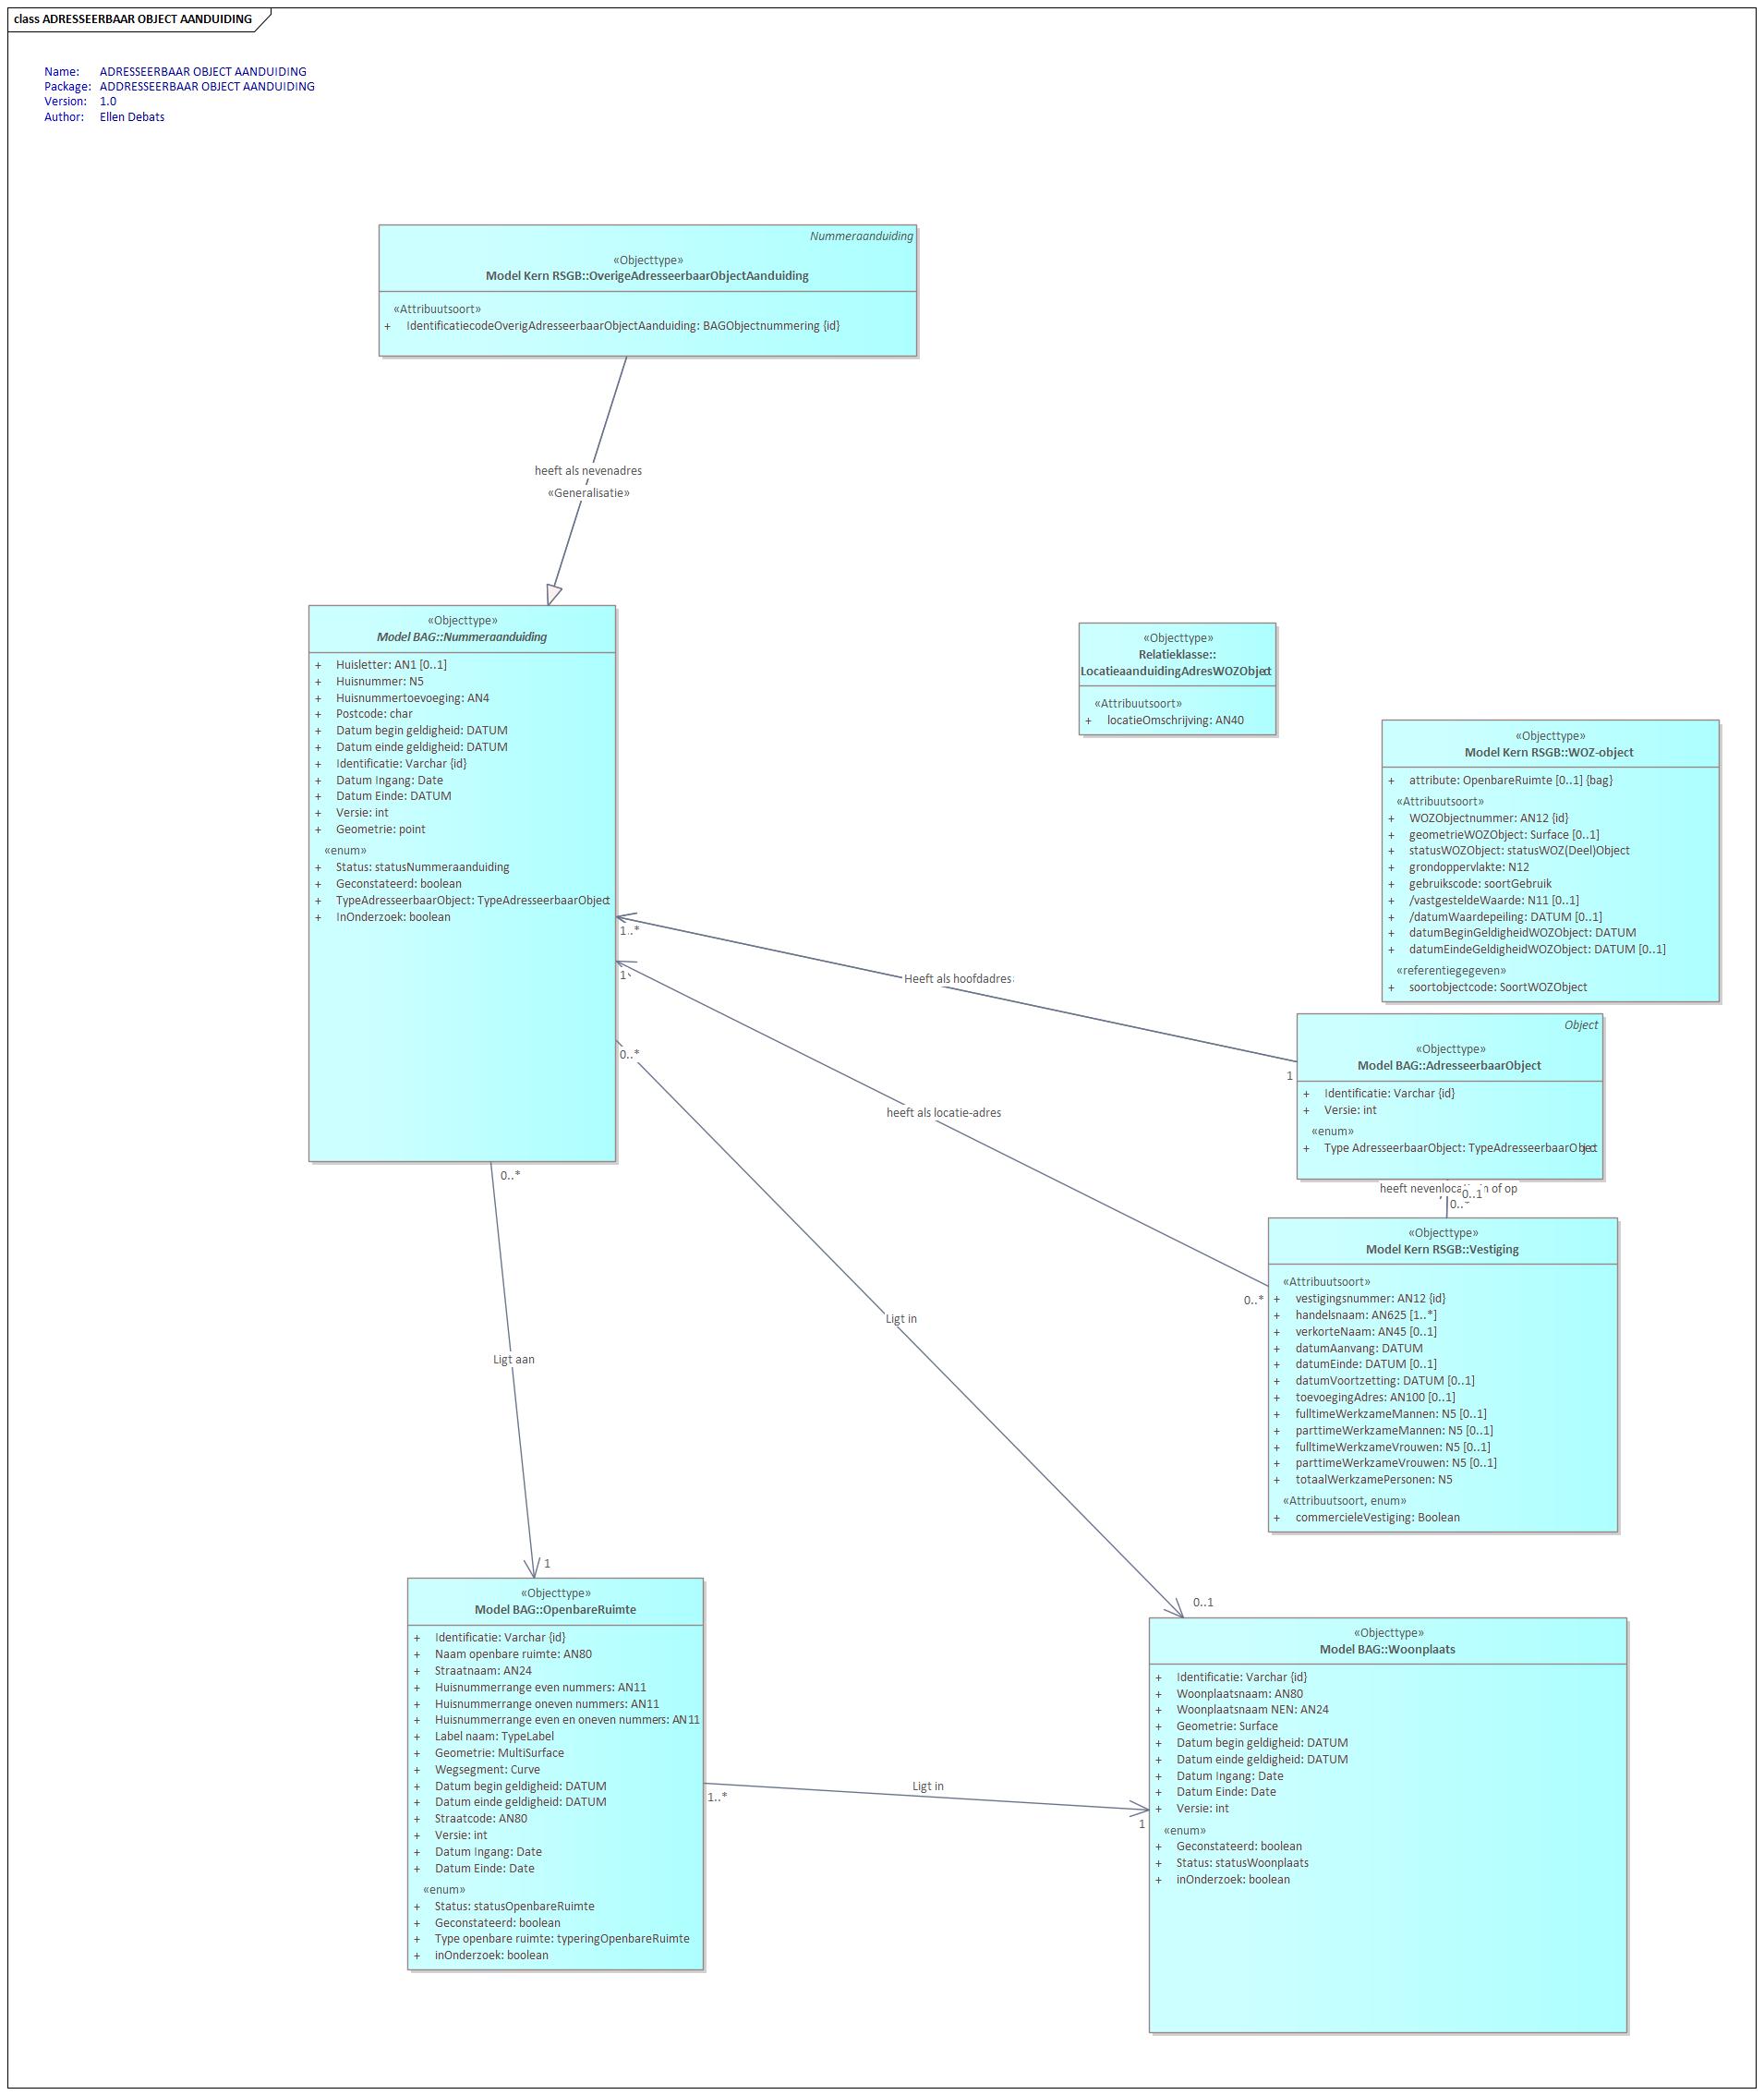 class ADRESSEERBAAR OBJECT AANDUIDING
Name: ADRESSEERBAAR OBJECT AANDUIDING
Package: ADDRESSEERBAAR OBJECT AANDUIDING
Version: 1.0
Author: Ellen Debats
Nummeraanduiding
«Objecttype»
Model Kern RSGB::OverigeAdresseerbaarObjectAanduiding
«Attribuutsoort»
+ IdentificatiecodeOverigAdresseerbaarObjectAanduiding: BAGObjectnummering {id}
heeft als nevenadres
«Generalisatie»
«Objecttype»
Model BAG::Nummeraanduiding
+ Huisletter: AN1 [0..1]
+ Huisnummer: N5
+ Huisnummertoevoeging: AN4
+ Postcode: char
+ Datum begin geldigheid: DATUM
+ Datum einde geldigheid: DATUM
+ Identificatie: Varchar {id}
+ Datum Ingang: Date
+ Datum Einde: DATUM
+ Versie: int
+ Geometrie: point
«enum»
+ Status: statusNummeraanduiding
+ Geconstateerd: boolean
+ TypeAdresseerbaarObject: TypeAdresseerbaarObject
+ InOnderzoek: boolean
«Objecttype»
Relatieklasse::
LocatieaanduidingAdresWOZObject
«Attribuutsoort»
+ locatieOmschrijving: AN40
«Objecttype»
Model Kern RSGB::WOZ-object
+ attribute: OpenbareRuimte [0..1] {bag}
«Attribuutsoort»
+ WOZObjectnummer: AN12 {id}
+ geometrieWOZObject: Surface [0..1]
+ statusWOZObject: statusWOZ(Deel)Object
+ grondoppervlakte: N12
+ gebruikscode: soortGebruik
+ /vastgesteldeWaarde: N11 [0..1]
+ /datumWaardepeiling: DATUM [0..1]
+ datumBeginGeldigheidWOZObject: DATUM
+ datumEindeGeldigheidWOZObject: DATUM [0..1]
«referentiegegeven»
+ soortobjectcode: SoortWOZObject
1..*
Heeft als hoofdadres
1
1
heeft als locatie-adres
0..*
Object
«Objecttype»
Model BAG::AdresseerbaarObject
+ Identificatie: Varchar {id}
+ Versie: int
«enum»
+ Type AdresseerbaarObject: TypeAdresseerbaarObject
heeft of op
0..1
«Objecttype»
Model Kern RSGB::Vestiging
«Attribuutsoort»
+ vestigingsnummer: AN12 {id}
+ handelsnaam: AN625 [1..*]
+ verkorteNaam: AN45 [0..1]
+ datumAanvang: DATUM
+ datumEinde: DATUM [0..1]
+ datumVoortzetting: DATUM [0..1]
+ toevoegingAdres: AN100 [0..1]
+ fulltimeWerkzameMannen: N5 [0..1]
+ parttimeWerkzameMannen: N5 [0..1]
+ fulltimeWerkzameVrouwen: N5 [0..1]
+ parttimeWerkzameVrouwen: N5 [0..1]
+ totaalWerkzamePersonen: N5
«Attribuutsoort, enum»
+ commercieleVestiging: Boolean
0..*
Ligt in
0..1
0..*
Ligt aan
1
«Objecttype»
Model BAG::OpenbareRuimte
+ Identificatie: Varchar {id}
+ Naam openbare ruimte: AN80
+ Straatnaam: AN24
+ Huisnummerrange even nummers: AN11
+ Huisnummerrange oneven nummers: AN11
+ Huisnummerrange even en oneven nummers: AN11
+ Label naam: TypeLabel
+ Geometrie: MultiSurface
+ Wegsegment: Curve
+ Datum begin geldigheid: DATUM
+ Datum einde geldigheid: DATUM
+ Straatcode: AN80
+ Versie: int
+ Datum Ingang: Date
+ Datum Einde: Date
«enum»
+ Status: statusOpenbareRuimte
+ Geconstateerd: boolean
+ Type openbare ruimte: typeringOpenbareRuimte
+ inOnderzoek: boolean
1..*
Ligt in
1
«Objecttype»
Model BAG::Woonplaats
+ Identificatie: Varchar {id}
+ Woonplaatsnaam: AN80
+ Woonplaatsnaam NEN: AN24
+ Geometrie: Surface
+ Datum begin geldigheid: DATUM
+ Datum einde geldigheid: DATUM
+ Datum Ingang: Date
+ Datum Einde: Date
+ Versie: int
«enum»
+ Geconstateerd: boolean
+ Status: statusWoonplaats
+ inOnderzoek: boolean